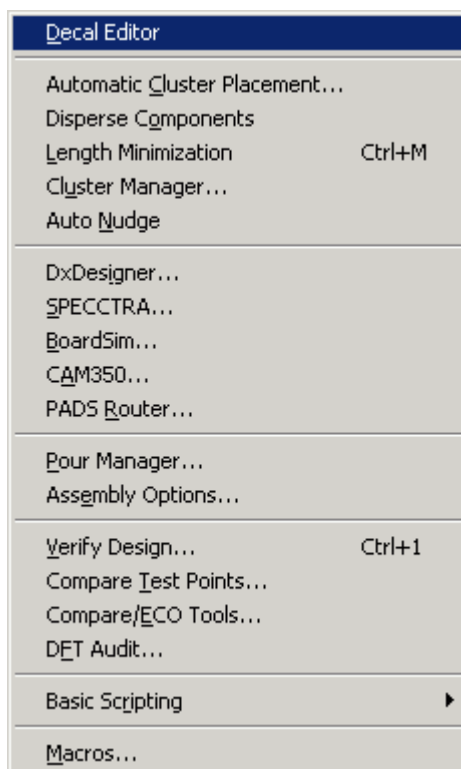 Decal Editor
Automatic Cluster Placement...
Disperse Components
Length Minimization Ctrl+M
Cluster Manager...
Auto Nudge
DxDesigner...
SPECCTRA...
BoardSim...
CAM350...
PADS Router...
Pour Manager...
Assembly Options...
Verify Design... Ctrl+1
Compare Test Points...
Compare/ECO Tools...
DFT Audit...
Basic Scripting
Macros...